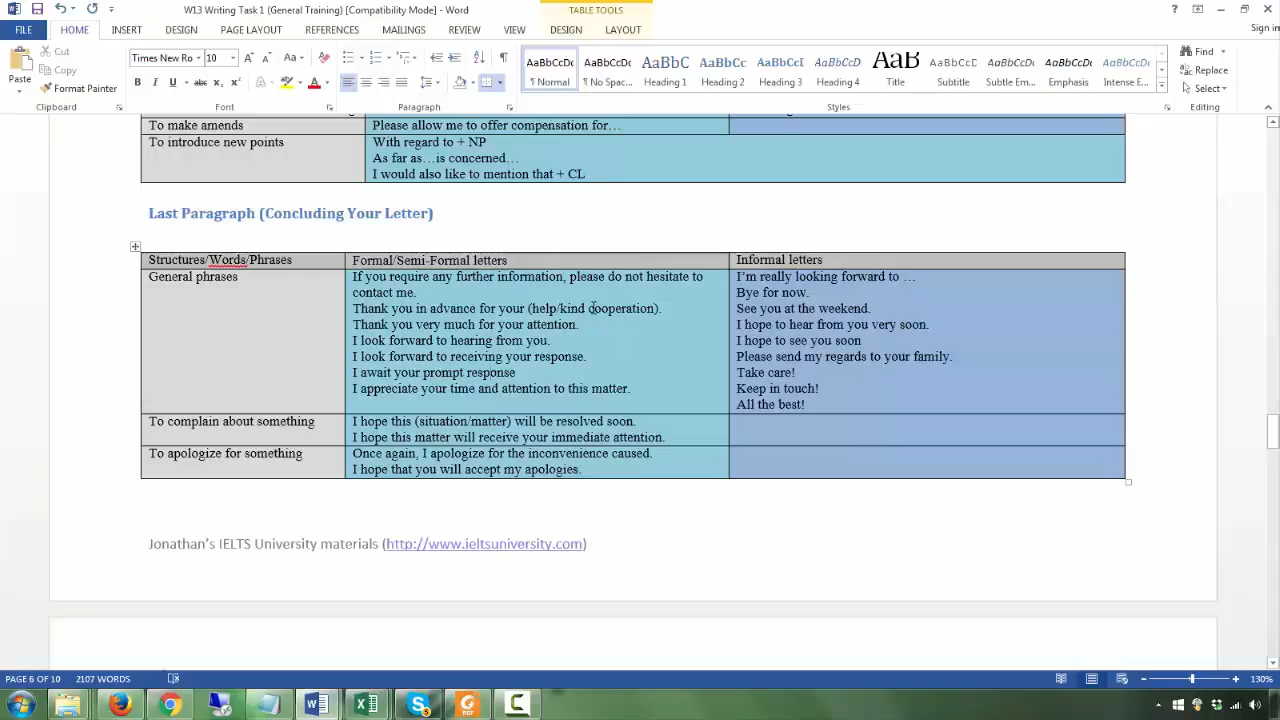 W13 Writing Task 1 (General Training) [Compatibility Mode] - Word
TABLE TOOLS
FILE HOME INSERT DESIGN PAGE LAYOUT REFERENCES MAILINGS REVIEW VIEW DESIGN LAYOUT
Sign in
Paste
Cut
Copy
Format Painter
Clipboard
Times New Ro 10
Font
Paragraph
AaBbCcDc AaBbCcDc AaBbC AaBbCc AaBbCcI AaBbCcD AaB AaBbCcD AaBbCcD AaBbCcD AaBbCcD
¶ Normal ¶ No Spac... Heading 1 Heading 2 Heading 3 Heading 4 Title Subtitle Subtle Em... Emphasis Intense E...
Styles
Find
Replace
Select
Editing
To make amends Please allow me to offer compensation for…
To introduce new points With regard to + NP
As far as…is concerned…
I would also like to mention that + CL
Last Paragraph (Concluding Your Letter)
Structures/Words/Phrases Formal/Semi-Formal letters Informal letters
General phrases
If you require any further information, please do not hesitate to
contact me.
Thank you in advance for your (help/kind cooperation).
Thank you very much for your attention.
I look forward to hearing from you.
I look forward to receiving your response.
I await your prompt response
I appreciate your time and attention to this matter.
I'm really looking forward to …
Bye for now.
See you at the weekend.
I hope to hear from you very soon.
I hope to see you soon
Please send my regards to your family.
Take care!
Keep in touch!
All the best!
To complain about something I hope this (situation/matter) will be resolved soon.
I hope this matter will receive your immediate attention.
To apologize for something Once again, I apologize for the inconvenience caused.
I hope that you will accept my apologies.
Jonathan's IELTS University materials (http://www.ieltsuniversity.com)
PAGE 6 OF 10 2107 WORDS 130%